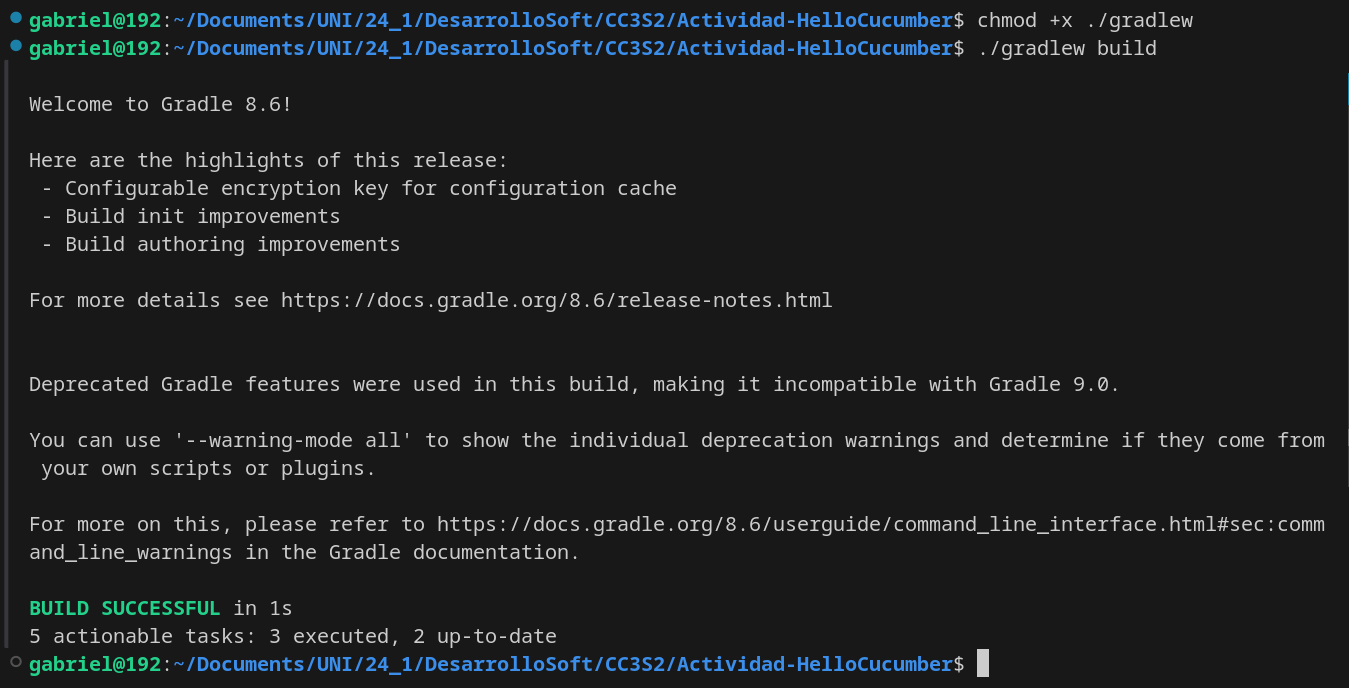 gabriel@192:~/Documents/UNI/24_1/DesarrolloSoft/CC3S2/Actividad-HelloCucumber$ chmod +x ./gradlew
gabriel@192:~/Documents/UNI/24_1/DesarrolloSoft/CC3S2/Actividad-HelloCucumber$ ./gradlew build
Welcome to Gradle 8.6!
Here are the highlights of this release:
- Configurable encryption key for configuration cache
- Build init improvements
- Build authoring improvements
For more details see https://docs.gradle.org/8.6/release-notes.html
Deprecated Gradle features were used in this build, making it incompatible with Gradle 9.0.
You can use '--warning-mode all' to show the individual deprecation warnings and determine if they come from
your own scripts or plugins.
For more on this, please refer to https://docs.gradle.org/8.6/userguide/command_line_interface.html#sec:comm
and_line_warnings in the Gradle documentation.
BUILD SUCCESSFUL in 1s
5 actionable tasks: 3 executed, 2 up-to-date
gabriel@192:~/Documents/UNI/24_1/DesarrolloSoft/CC3S2/Actividad-HelloCucumber$